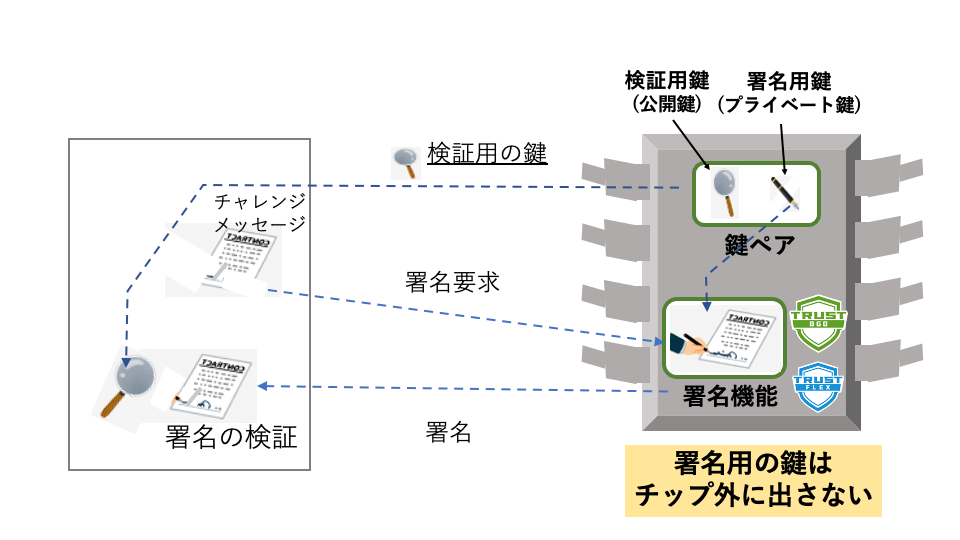 検証用鍵
(公開鍵)
署名用鍵
(プライベート鍵)
検証用の鍵
チャレンジ
メッセージ
CONTRACT
鍵ペア
署名要求
CONTRACT
TRUST
&GO
CONTRACT
TRUST
FLEX
署名機能
署名
署名の検証
署名用の鍵は
チップ外に出さない